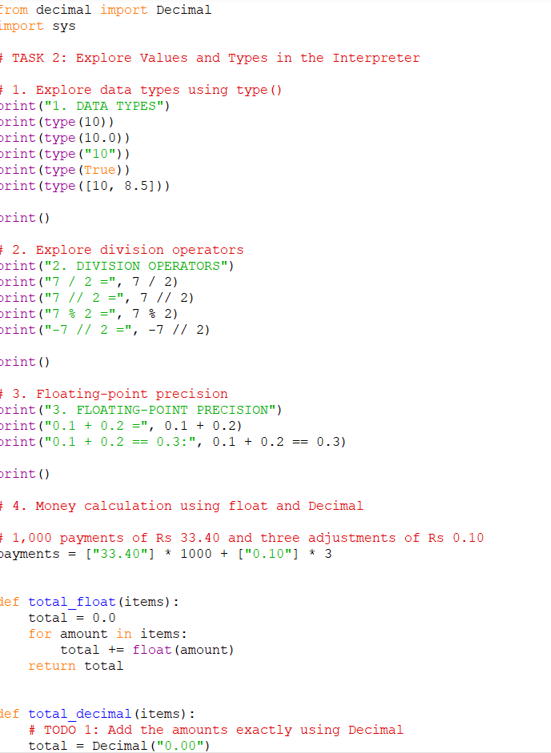 from decimal import Decimal
import sys
# TASK 2: Explore Values and Types in the Interpreter
# 1. Explore data types using type()
print("1. DATA TYPES")
print(type(10))
print(type(10.0))
print(type("10"))
print(type(True))
print(type([10, 8.5]))
print()
# 2. Explore division operators
print("2. DIVISION OPERATORS")
print("7 / 2 =", 7 / 2)
print("7 // 2 =", 7 // 2)
print("7 % 2 =", 7 % 2)
print("-7 // 2 =", -7 // 2)
print()
# 3. Floating-point precision
print("3. FLOATING-POINT PRECISION")
print("0.1 + 0.2 =", 0.1 + 0.2)
print("0.1 + 0.2 == 0.3:", 0.1 + 0.2 == 0.3)
print()
# 4. Money calculation using float and Decimal
# 1,000 payments of Rs 33.40 and three adjustments of Rs 0.10
payments = ["33.40"] * 1000 + ["0.10"] * 3
def total_float(items):
    total = 0.0
    for amount in items:
        total += float(amount)
    return total
def total_decimal(items):
    # TODO 1: Add the amounts exactly using Decimal
    total = Decimal("0.00")